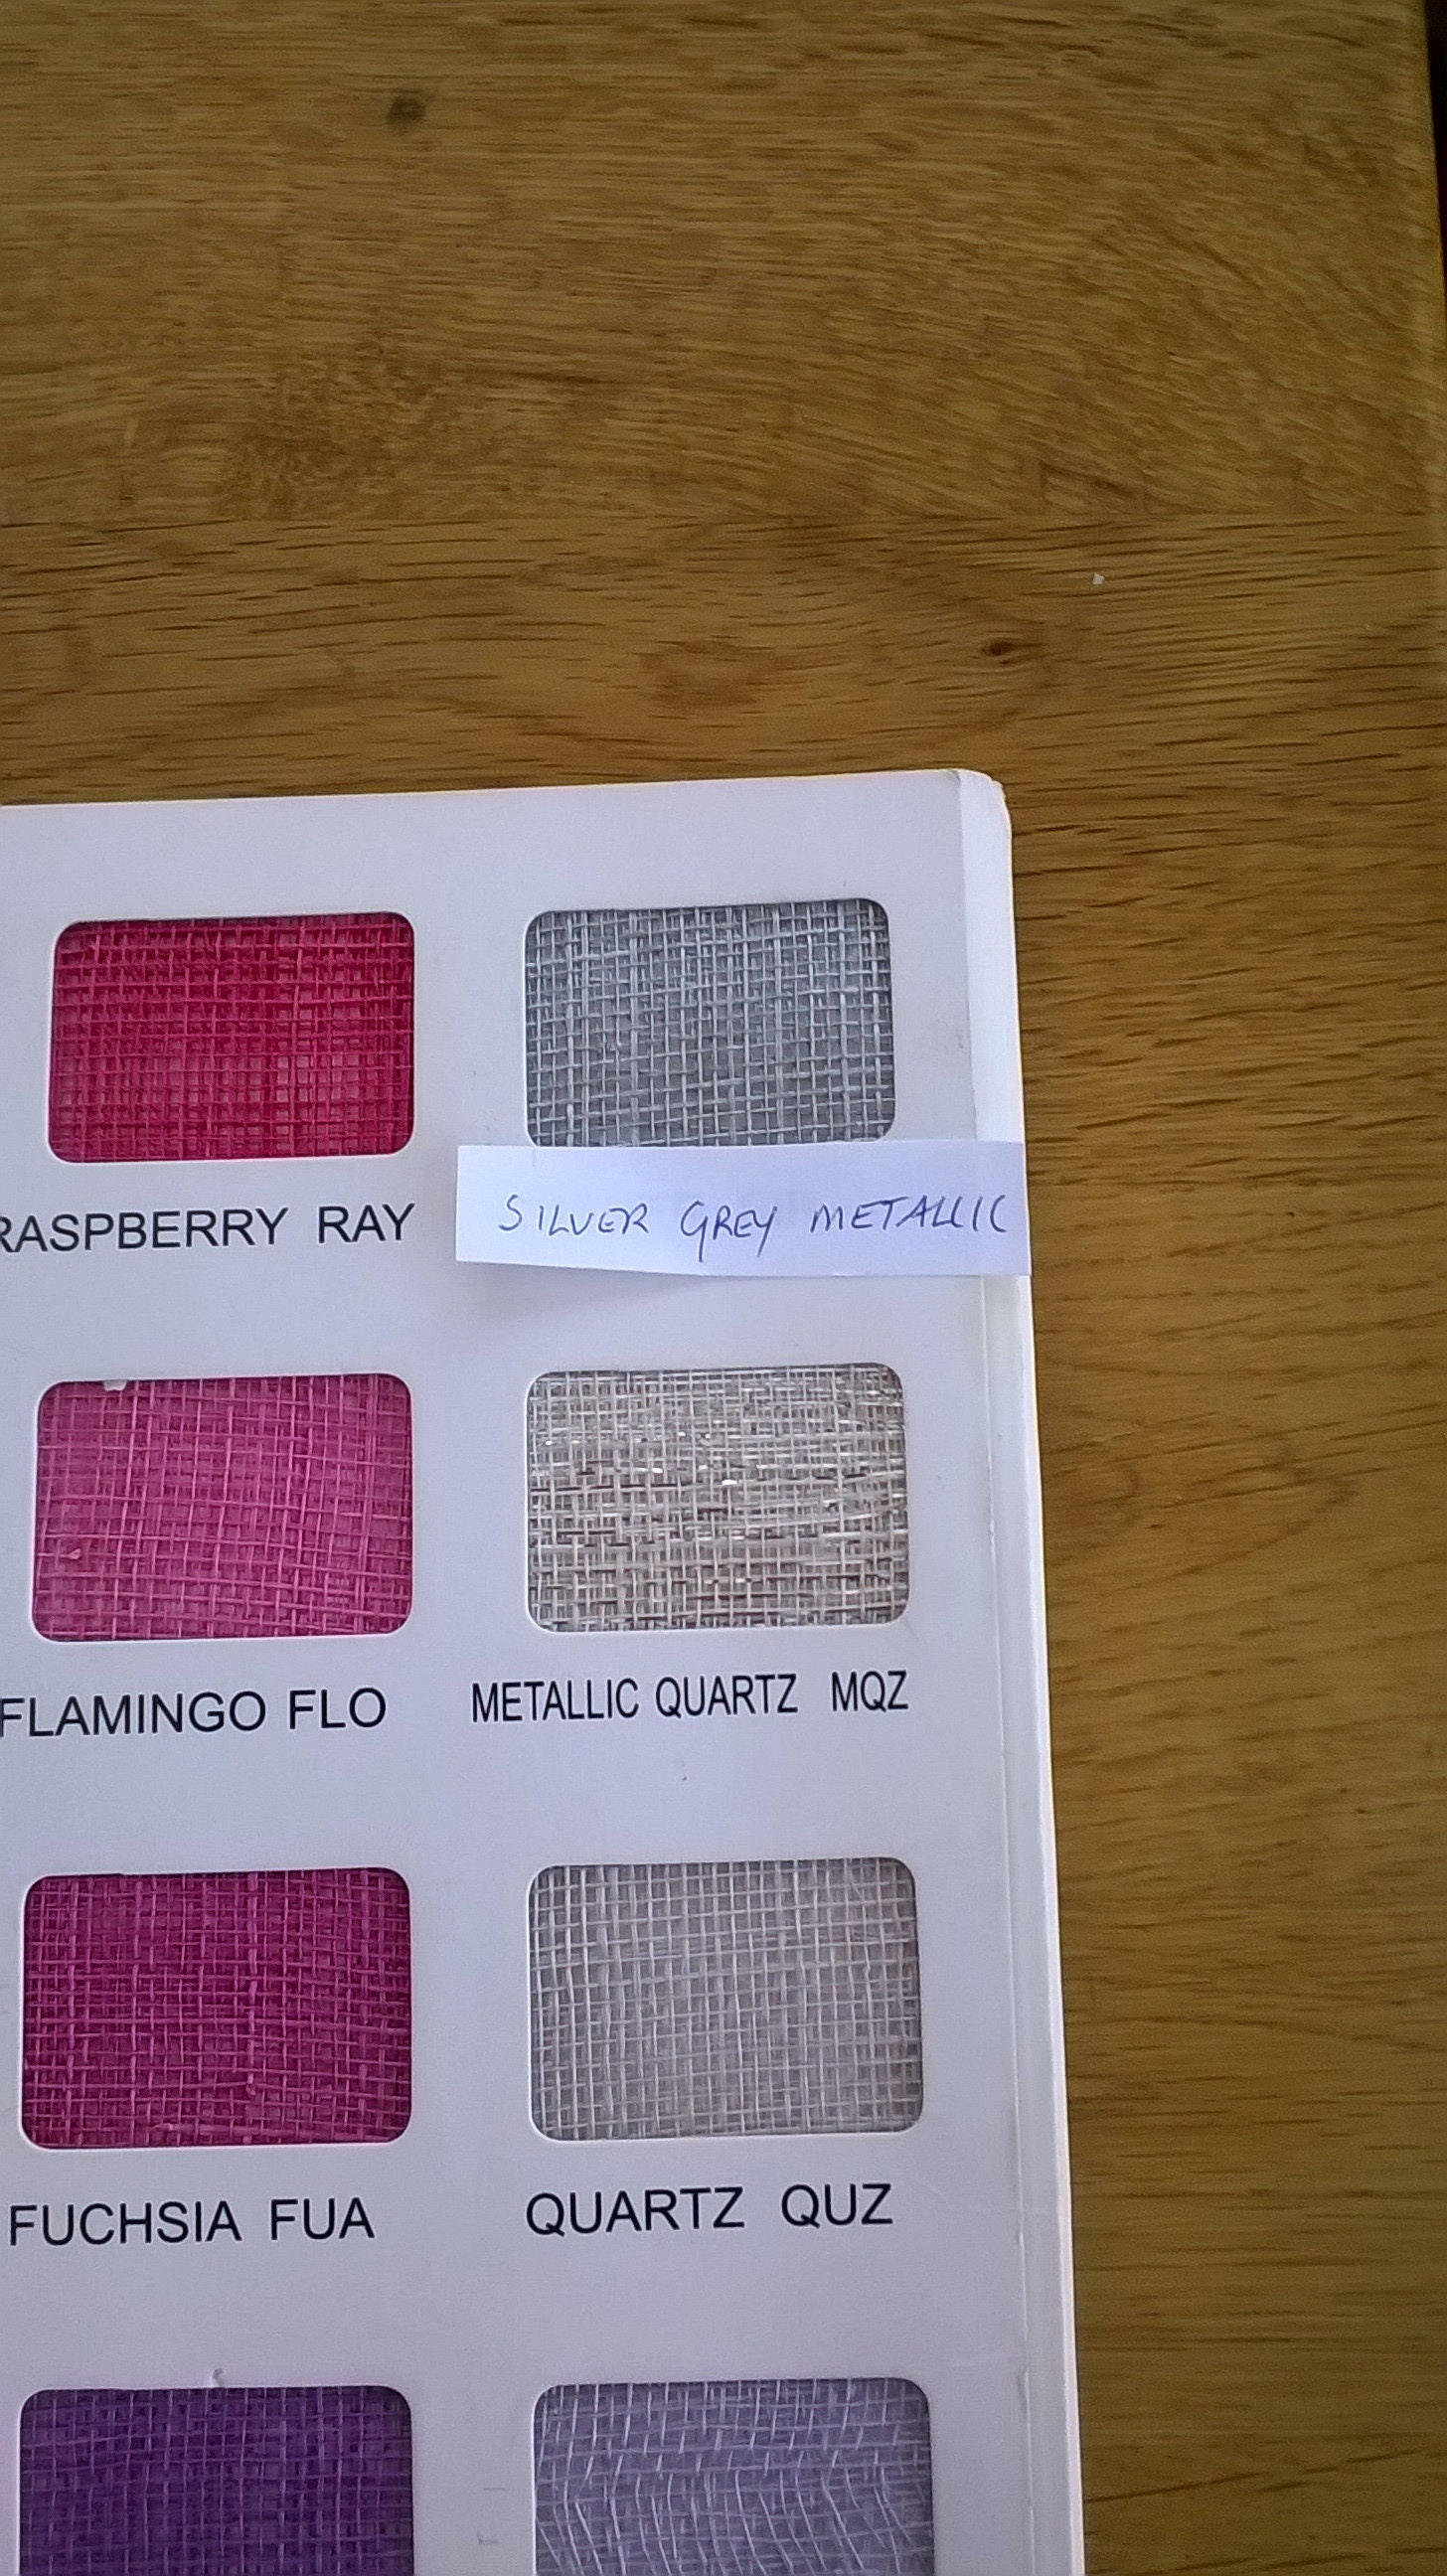 RASPBERRY RAY
SILVER GREY METALLIC
FLAMINGO FLO
METALLIC QUARTZ MQZ
FUCHSIA FUA
QUARTZ QUZ